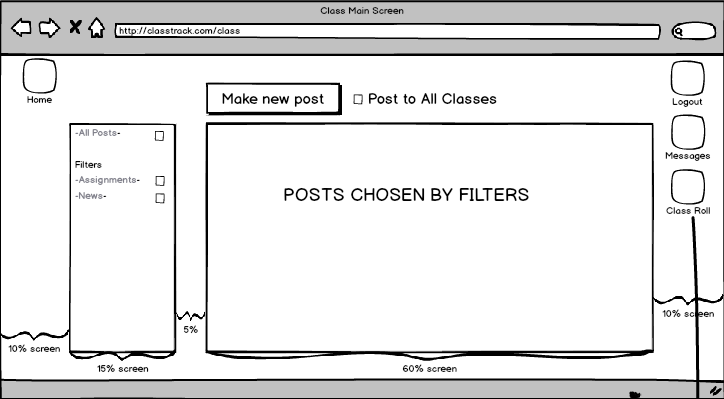 Class Main Screen
http://classtrack.com/class
Home
Make new post
Post to All Classes
Logout
Messages
Class Roll
-All Posts-
Filters
-Assignments-
-News-
POSTS CHOSEN BY FILTERS
10% screen
15% screen
5%
60% screen
10% screen